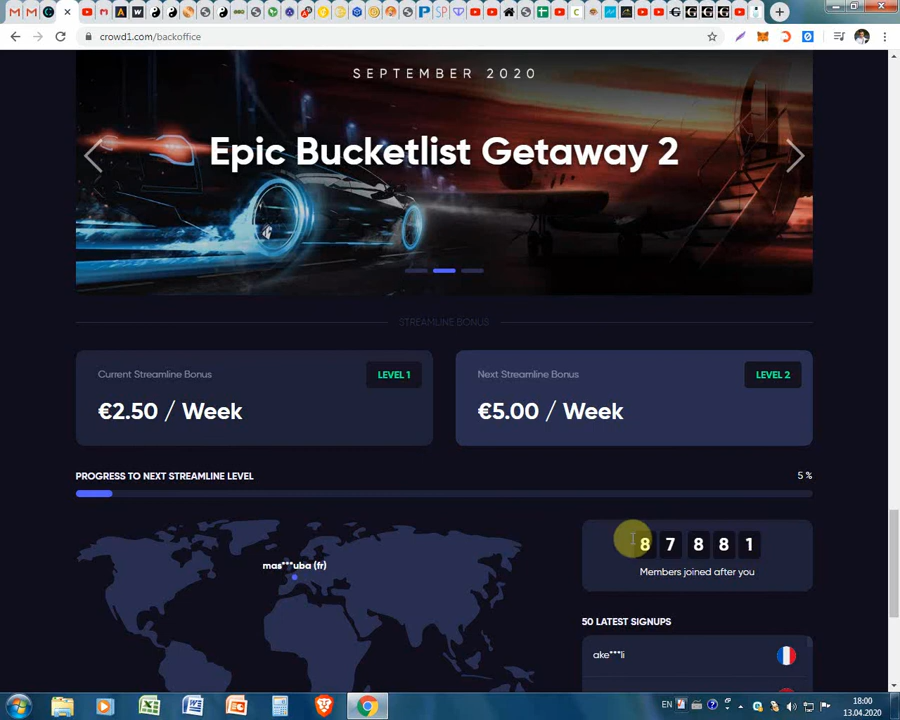 crowd1.com/backoffice
SEPTEMBER 2020
Epic Bucketlist Getaway 2
STREAMLINE BONUS
Current Streamline Bonus
LEVEL 1
€2.50 / Week
Next Streamline Bonus
LEVEL 2
€5.00 / Week
PROGRESS TO NEXT STREAMLINE LEVEL
5 %
mas***uba (fr)
8 7 8 8 1
Members joined after you
50 LATEST SIGNUPS
ake***li
EN
18:00
13.04.2020